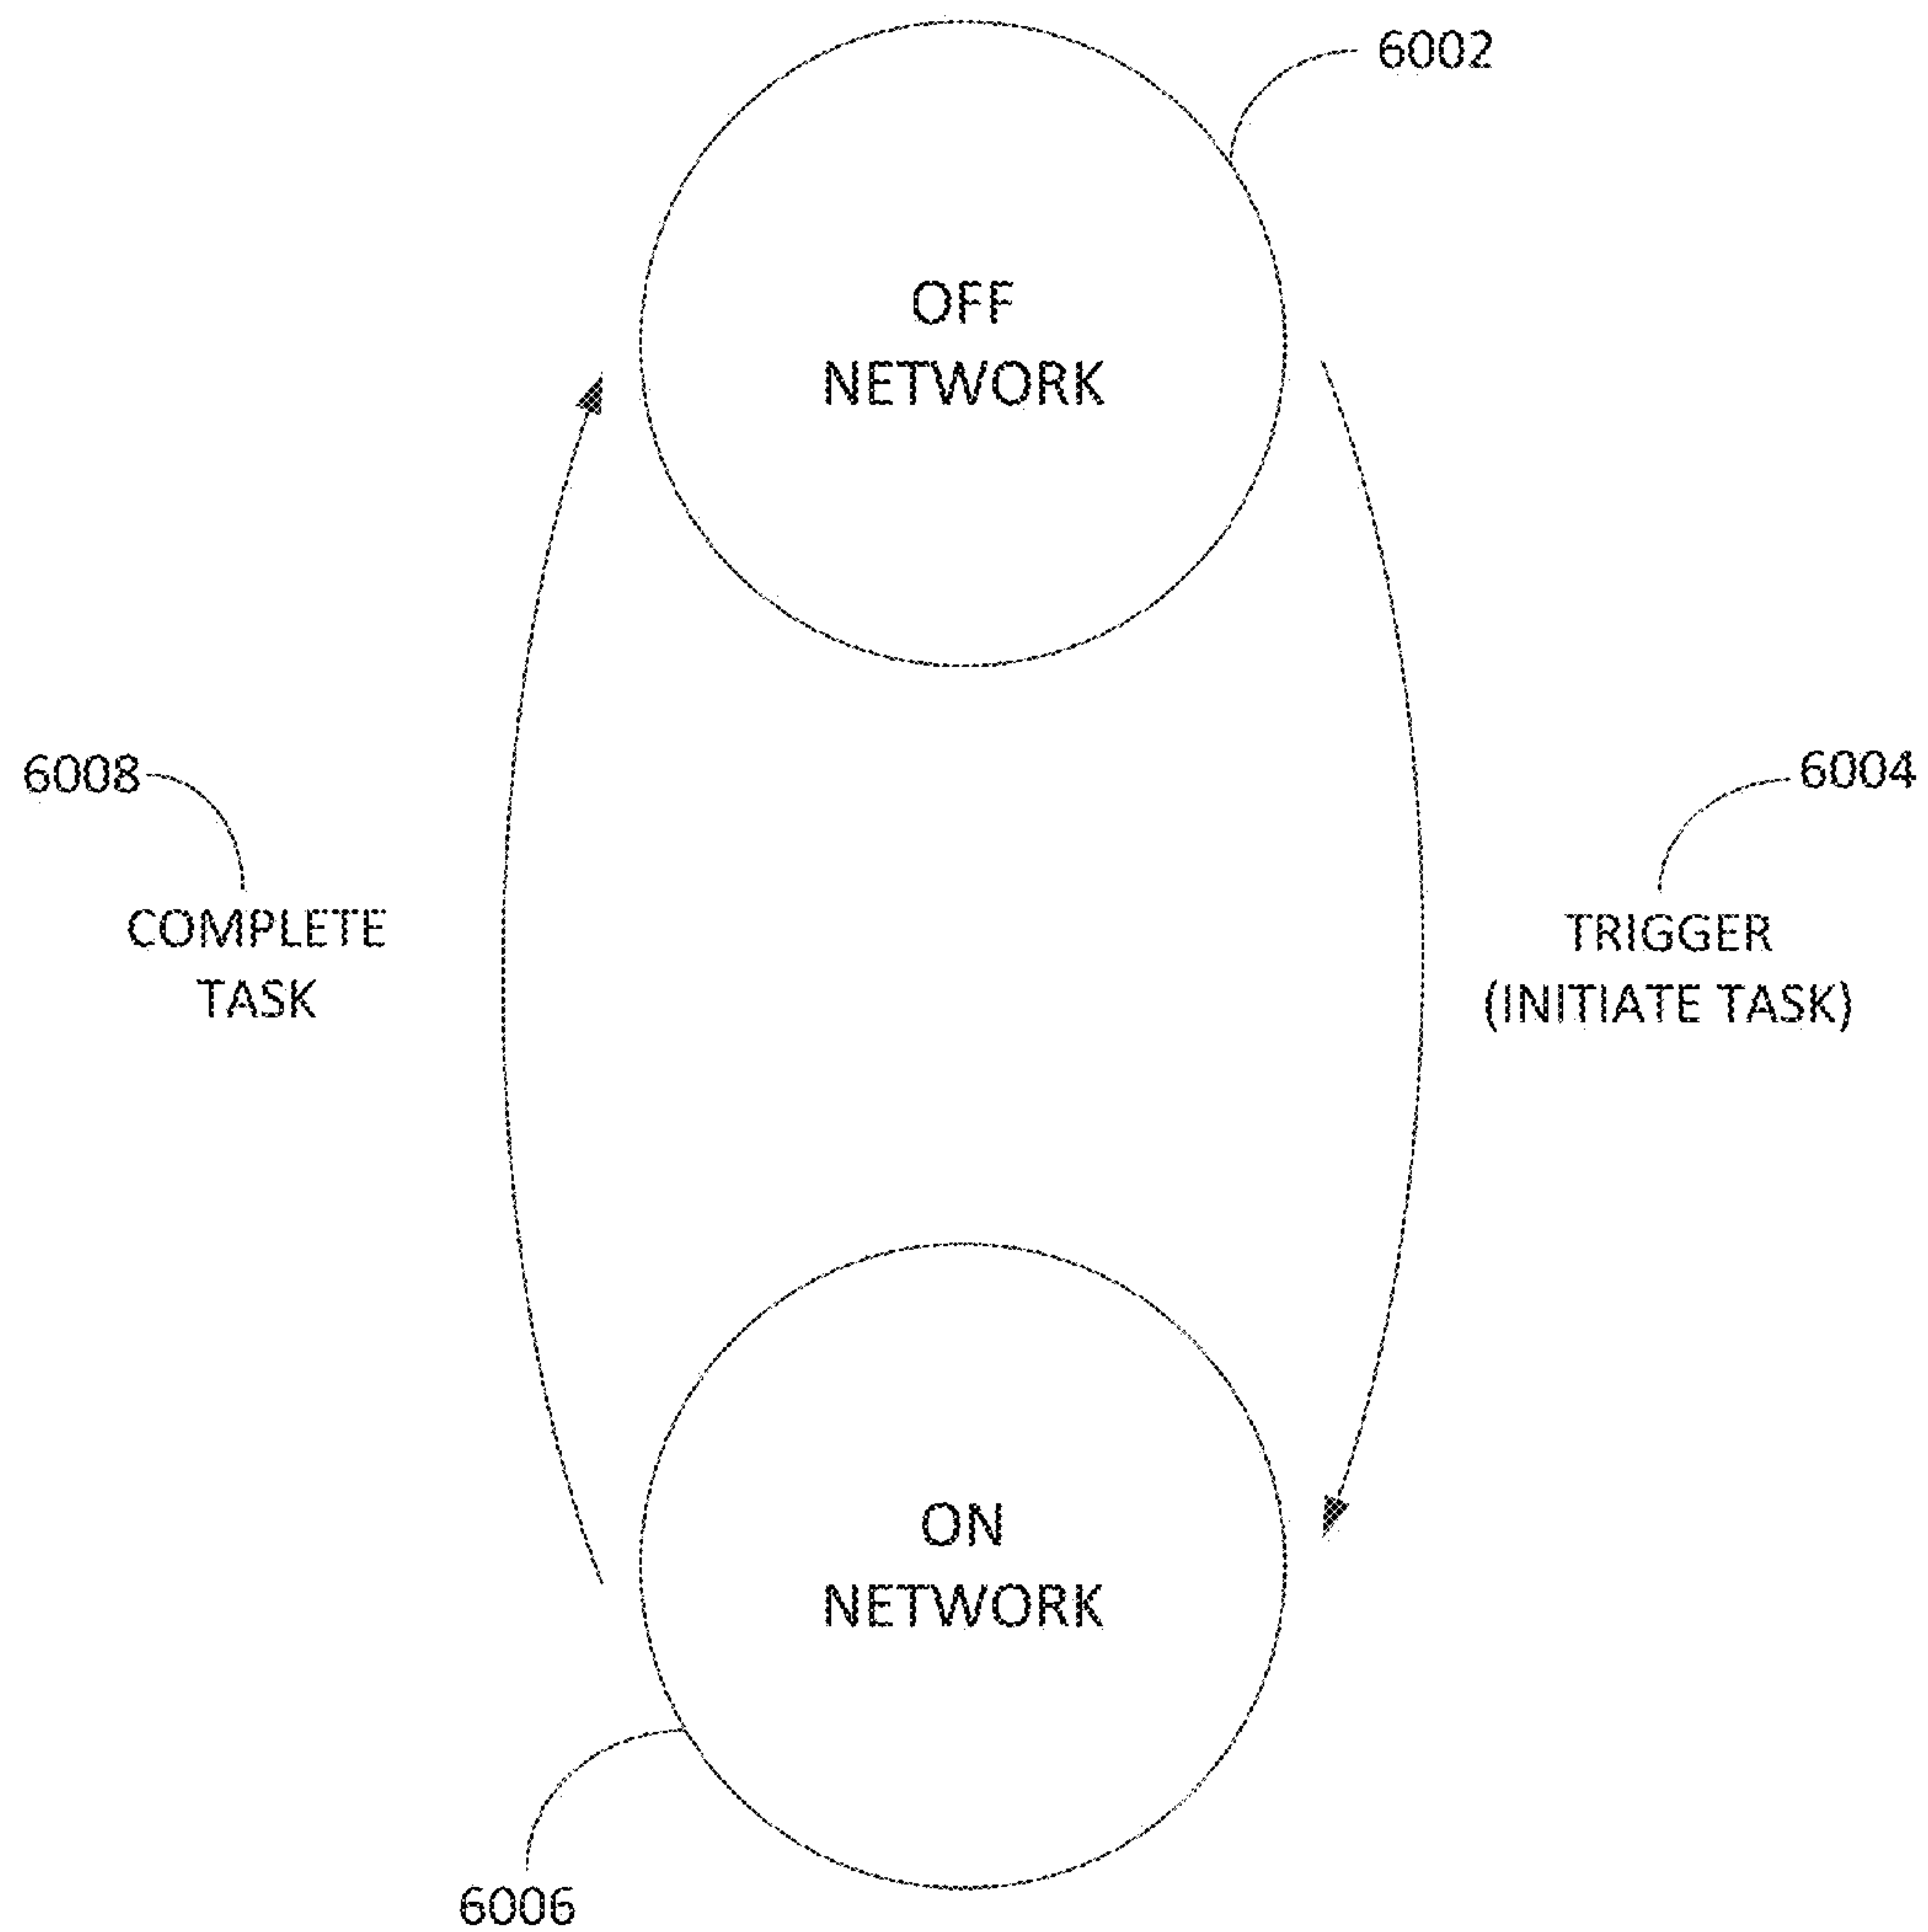 6002
OFF
NETWORK
6008
6004
COMPLETE
TASK
TRIGGER
(INITIATE TASK)
ON
NETWORK
6006